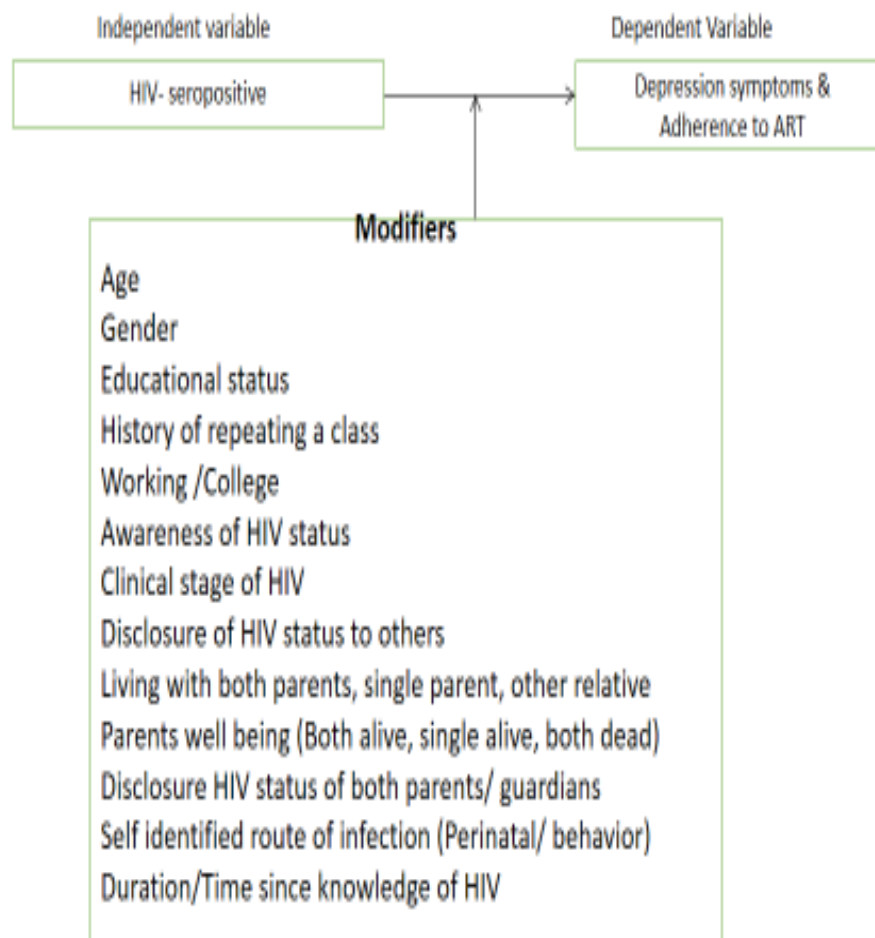 Independent variable
Dependent Variable
HIV- seropositive
Depression symptoms &
Adherence to ART
Modifiers
Age
Gender
Educational status
History of repeating a class
Working /College
Awareness of HIV status
Clinical stage of HIV
Disclosure of HIV status to others
Living with both parents, single parent, other relative
Parents well being (Both alive, single alive, both dead)
Disclosure HIV status of both parents/ guardians
Self identified route of infection (Perinatal/ behavior)
Duration/Time since knowledge of HIV